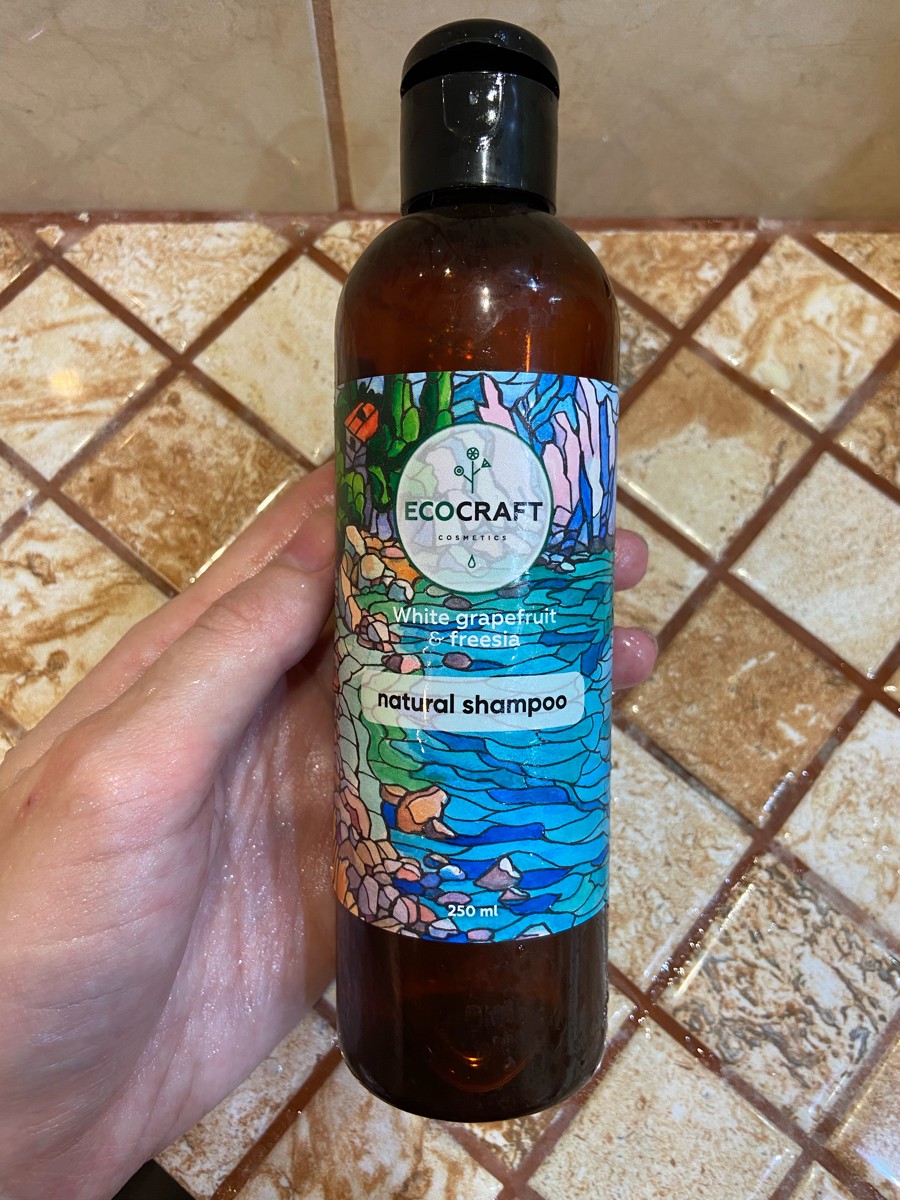 ECOCRAFT
COSMETICS
White grapefruit
& freesia
natural shampoo
250 ml